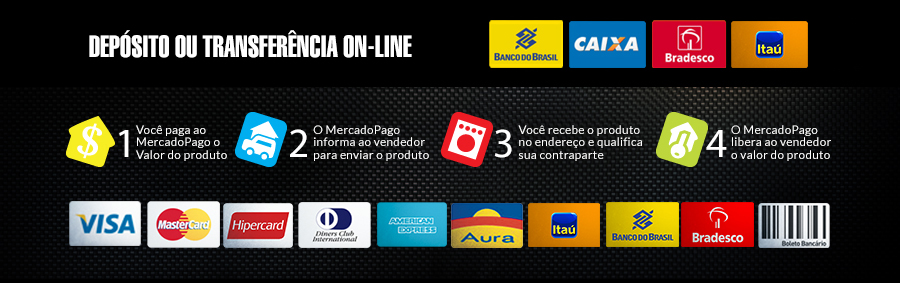 DEPÓSITO OU TRANSFERÊNCIA ON-LINE
BANCO DO BRASIL
CAIXA
Bradesco
Itaú
1
Você paga ao
MercadoPago o
Valor do produto
2
O MercadoPago
informa ao vendedor
para enviar o produto
3
Você recebe o produto
no endereço e qualifica
sua contraparte
4
O MercadoPago
libera ao vendedor
o valor do produto
VISA
MasterCard
Hipercard
Diners Club
International
AMERICAN
EXPRESS
Aura
Itaú
BANCO DO BRASIL
Bradesco
Boleto Bancário